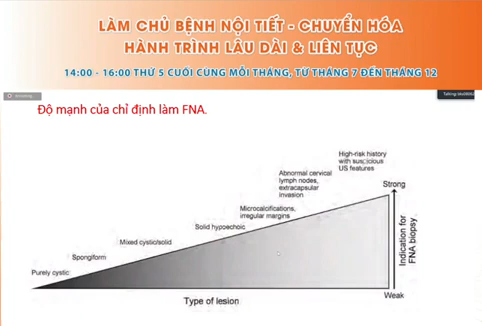 LÀM CHỦ BỆNH NỘI TIẾT - CHUYỂN HÓA
HÀNH TRÌNH LÂU DÀI & LIÊN TỤC
14:00 - 16:00 THỨ 5 CUỐI CÙNG MỖI THÁNG, TỪ THÁNG 7 ĐẾN THÁNG 12
Độ mạnh của chỉ định làm FNA.
High-risk history
with suspicious
US features
Abnormal cervical
lymph nodes,
extracapsular
invasion
Strong
Microcalcifications,
irregular margins
Solid hypoechoic
Mixed cystic/solid
Spongiform
Purely cystic
Indication for
FNA biopsy
Weak
Type of lesion